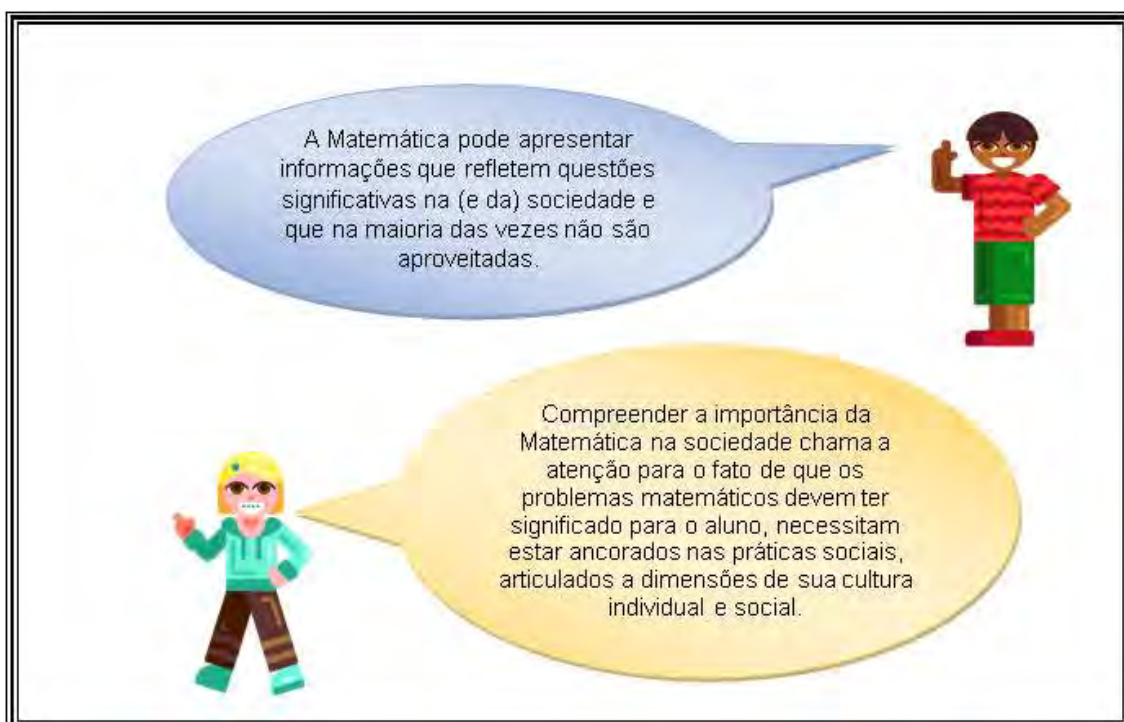 A Matemática pode apresentar
informações que refletem questões
significativas na (e da) sociedade e
que na maioria das vezes não são
aproveitadas.
Compreender a importância da
Matemática na sociedade chama a
atenção para o fato de que os
problemas matemáticos devem ter
significado para o aluno, necessitam
estar ancorados nas práticas sociais,
articulados a dimensões de sua cultura
individual e social.